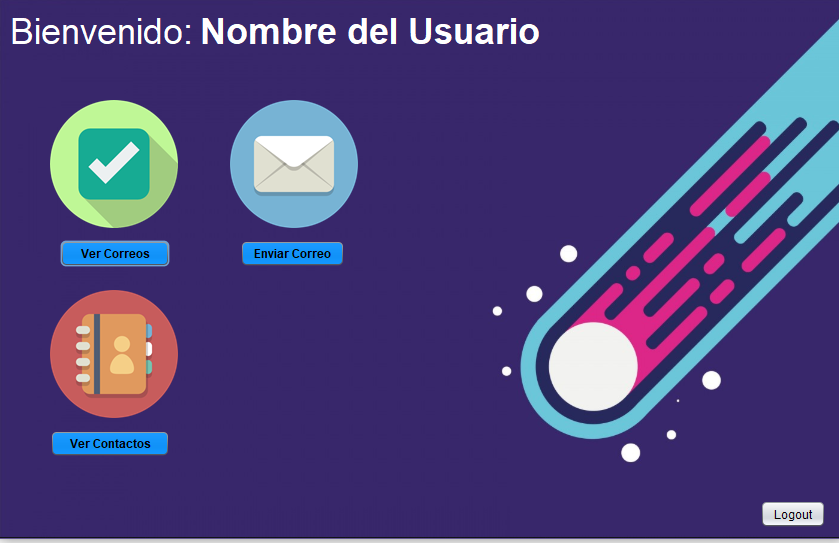 Bienvenido: Nombre del Usuario
Ver Correos
Enviar Correo
Ver Contactos
Logout